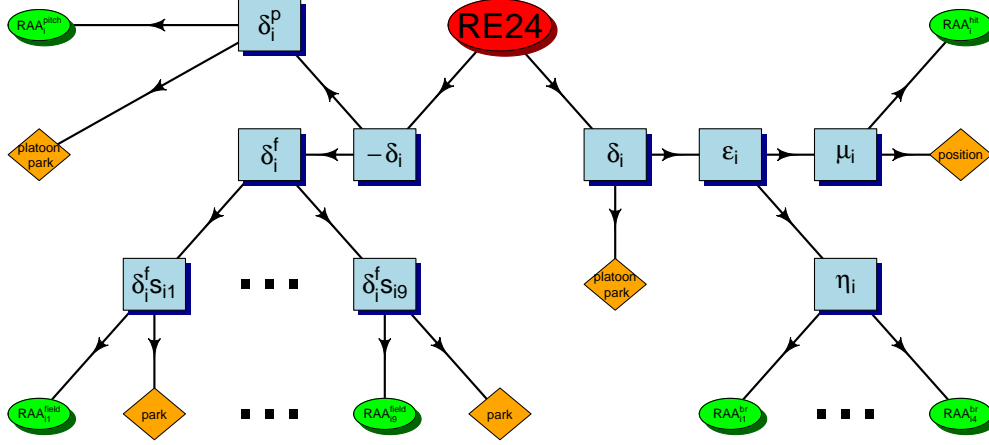 RAA_i^pitch
δ_i^p
RE24
RAA_i^hit
platoon
park
δ_i^f
−δ_i
δ_i
ε_i
μ_i
position
δ_i^f s_i1
δ_i^f s_i9
platoon
park
η_i
RAA_i1^field
park
RAA_i9^field
park
RAA_i1^br
RAA_i4^br